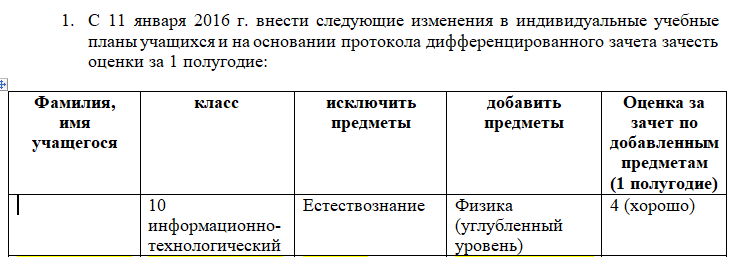 1. С 11 января 2016 г. внести следующие изменения в индивидуальные учебные
планы учащихся и на основании протокола дифференцированного зачета зачесть
оценки за 1 полугодие:
Фамилия,
имя
учащегося
класс
исключить
предметы
добавить
предметы
Оценка за
зачет по
добавленным
предметам
(1 полугодие)
10
информационно-
технологический
Естествознание
Физика
(углубленный
уровень)
4 (хорошо)